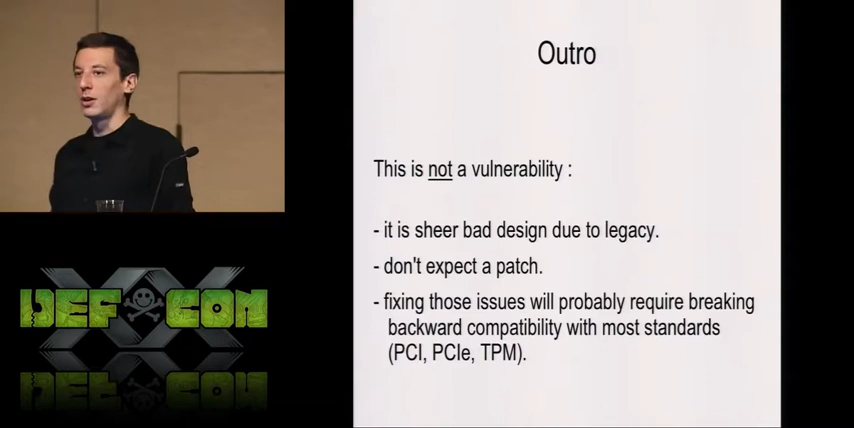 Outro
This is not a vulnerability :
- it is sheer bad design due to legacy.
- don't expect a patch.
- fixing those issues will probably require breaking
backward compatibility with most standards
(PCI, PCIe, TPM).
XX
DEF CON